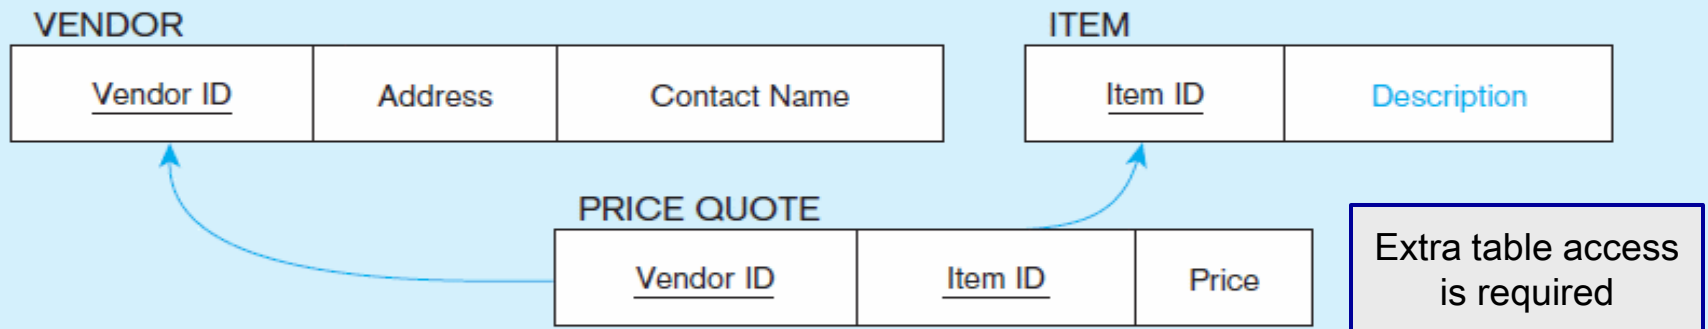 VENDOR
Vendor ID Address Contact Name
ITEM
Item ID Description
PRICE QUOTE
Vendor ID Item ID Price
Extra table access
is required